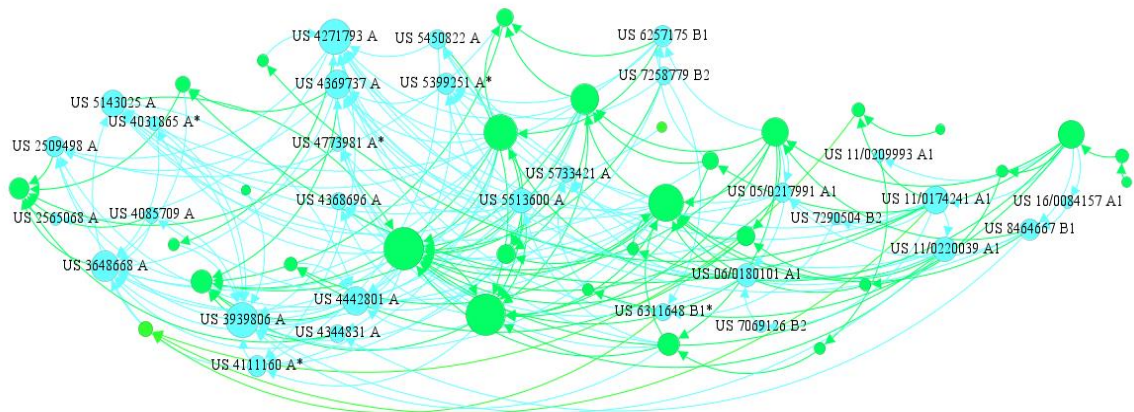 US 4271793 A
US 5450822 A
US 6257175 B1
US 4369737 A
US 5399251 A*
US 7258779 B2
US 5143025 A
US 4031865 A*
US 2509498 A
US 4773981 A*
US 11/0209993 A1
US 5733421 A
US 05/0217991 A1
US 4368696 A
US 5513600 A
US 11/0174241 A1
US 16/0084157 A1
US 2565068 A
US 4085709 A
US 7290504 B2
US 8464667 B1
US 11/0220039 A1
US 3648668 A
US 06/0180101 A1
US 4442801 A
US 3939806 A
US 6311648 B1*
US 4344831 A
US 7069126 B2
US 4111160 A*